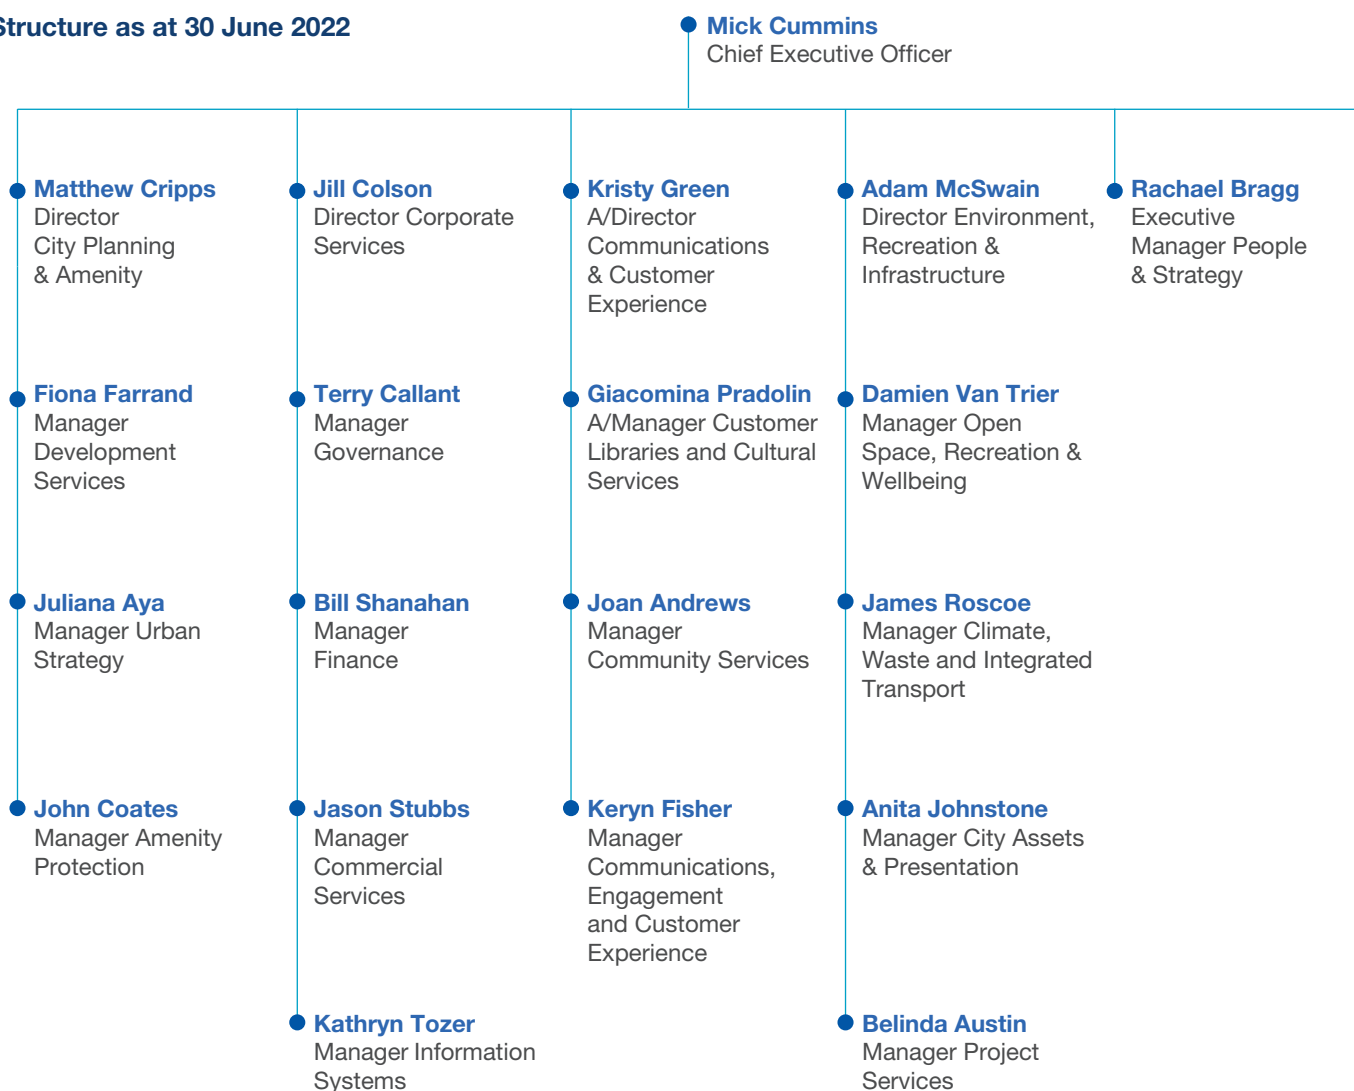 Structure as at 30 June 2022
Mick Cummins
Chief Executive Officer
Matthew Cripps
Director
City Planning
& Amenity
Jill Colson
Director Corporate
Services
Kristy Green
A/Director
Communications
& Customer
Experience
Adam McSwain
Director Environment,
Recreation &
Infrastructure
Rachael Bragg
Executive
Manager People
& Strategy
Fiona Farrand
Manager
Development
Services
Terry Callant
Manager
Governance
Giacomina Pradolin
A/Manager Customer
Libraries and Cultural
Services
Damien Van Trier
Manager Open
Space, Recreation &
Wellbeing
Juliana Aya
Manager Urban
Strategy
Bill Shanahan
Manager
Finance
Joan Andrews
Manager
Community Services
James Roscoe
Manager Climate,
Waste and Integrated
Transport
John Coates
Manager Amenity
Protection
Jason Stubbs
Manager
Commercial
Services
Keryn Fisher
Manager
Communications,
Engagement
and Customer
Experience
Anita Johnstone
Manager City Assets
& Presentation
Kathryn Tozer
Manager Information
Systems
Belinda Austin
Manager Project
Services